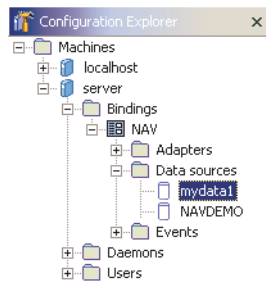 Configuration Explorer
Machines
localhost
server
Bindings
NAV
Adapters
Data sources
mydata1
NAVDEMO
Events
Daemons
Users